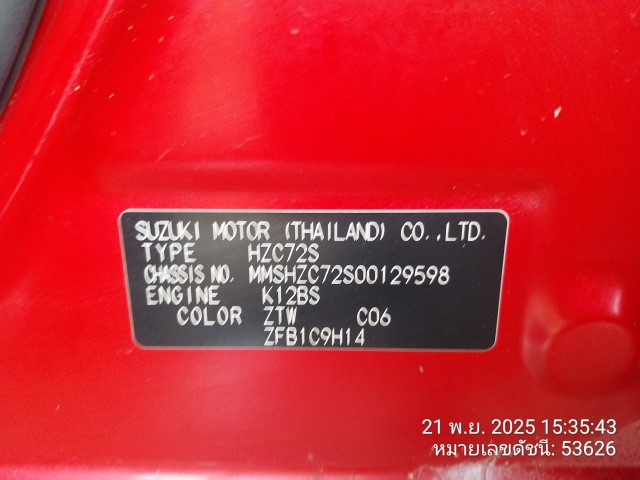 SUZUKI MOTOR (THAILAND) CO.,LTD.
TYPE HZC72S
CHASSIS NO. MMSHZC72S00129598
ENGINE K12BS
COLOR ZTW C06
ZFB1C9H14
21 พ.ย. 2025 15:35:43
หมายเลขดัชนี: 53626